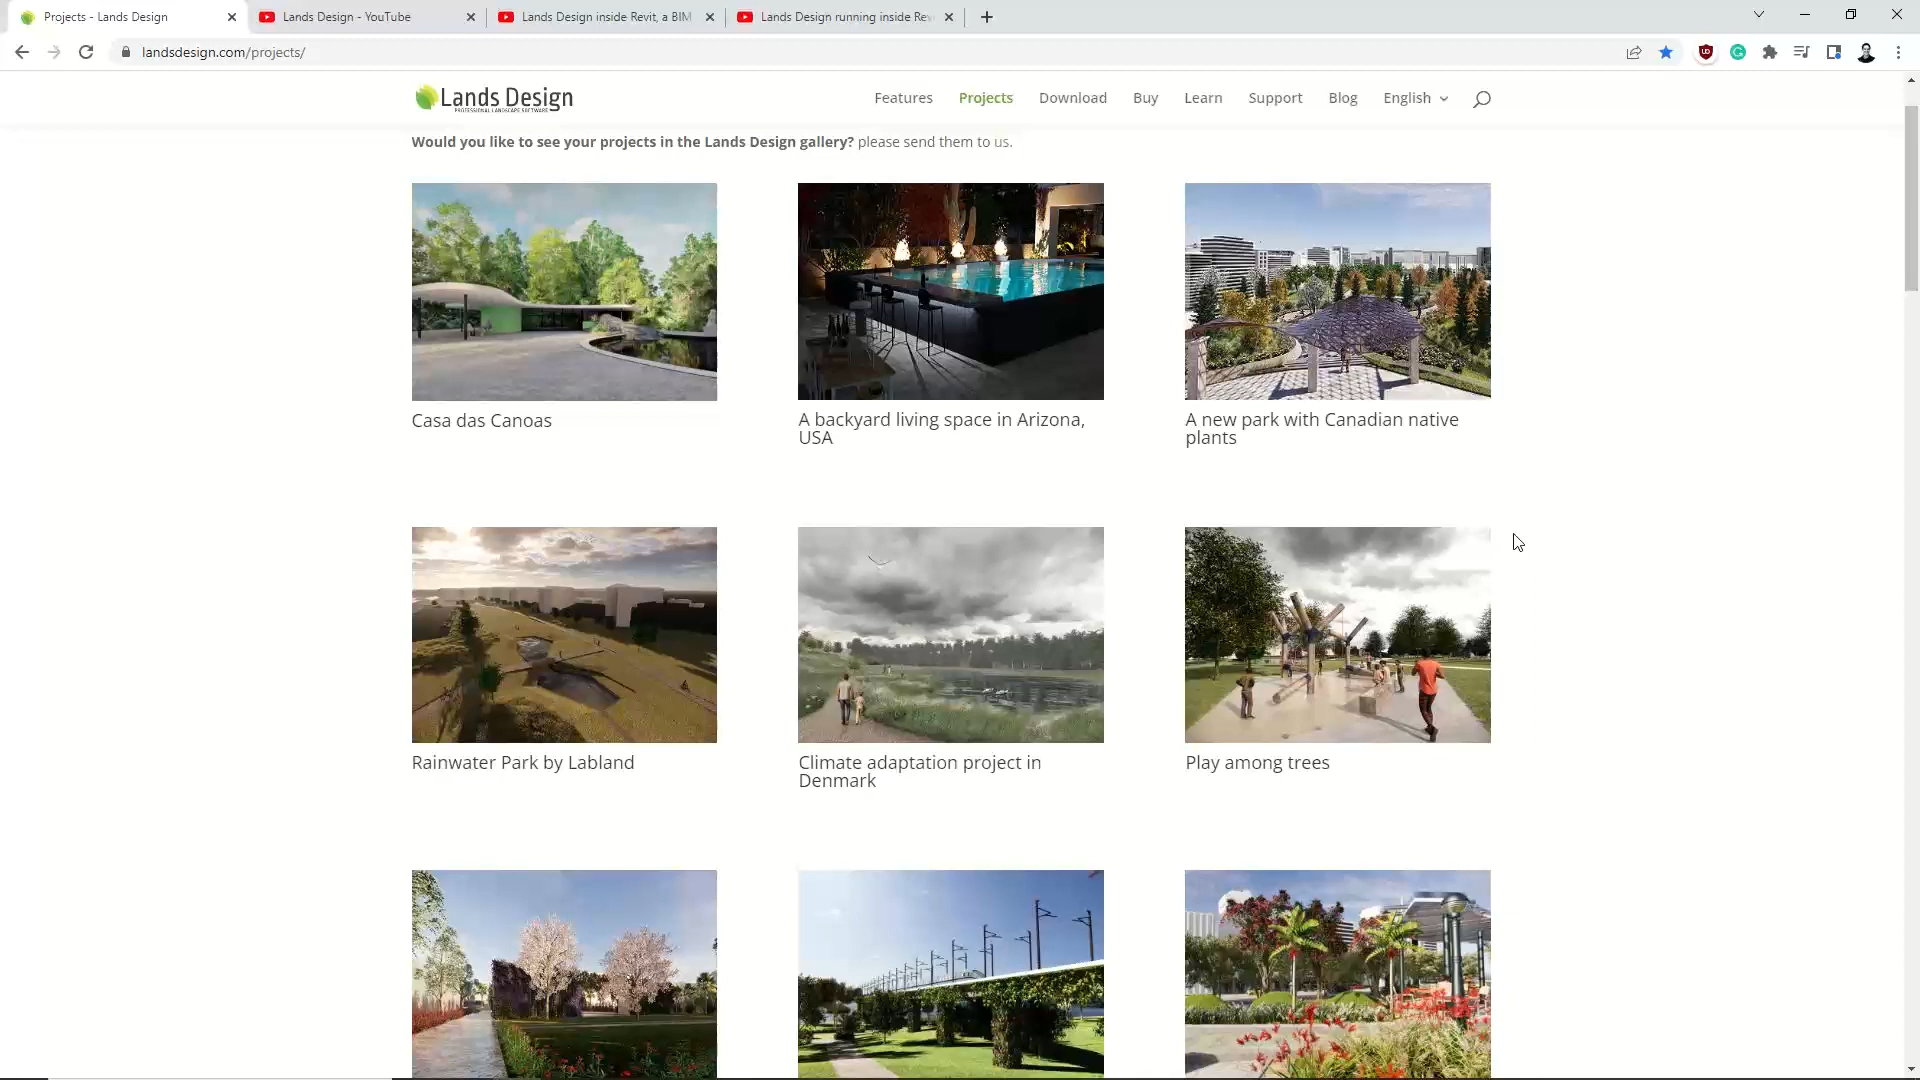 Projects - Lands Design
Lands Design - YouTube
Lands Design inside Revit, a BIM
Lands Design running inside Rev
landsdesign.com/projects/
Lands Design
PROFESSIONAL LANDSCAPE SOFTWARE
Features Projects Download Buy Learn Support Blog English
Would you like to see your projects in the Lands Design gallery? please send them to us.
Casa das Canoas
A backyard living space in Arizona,
USA
A new park with Canadian native
plants
Rainwater Park by Labland
Climate adaptation project in
Denmark
Play among trees